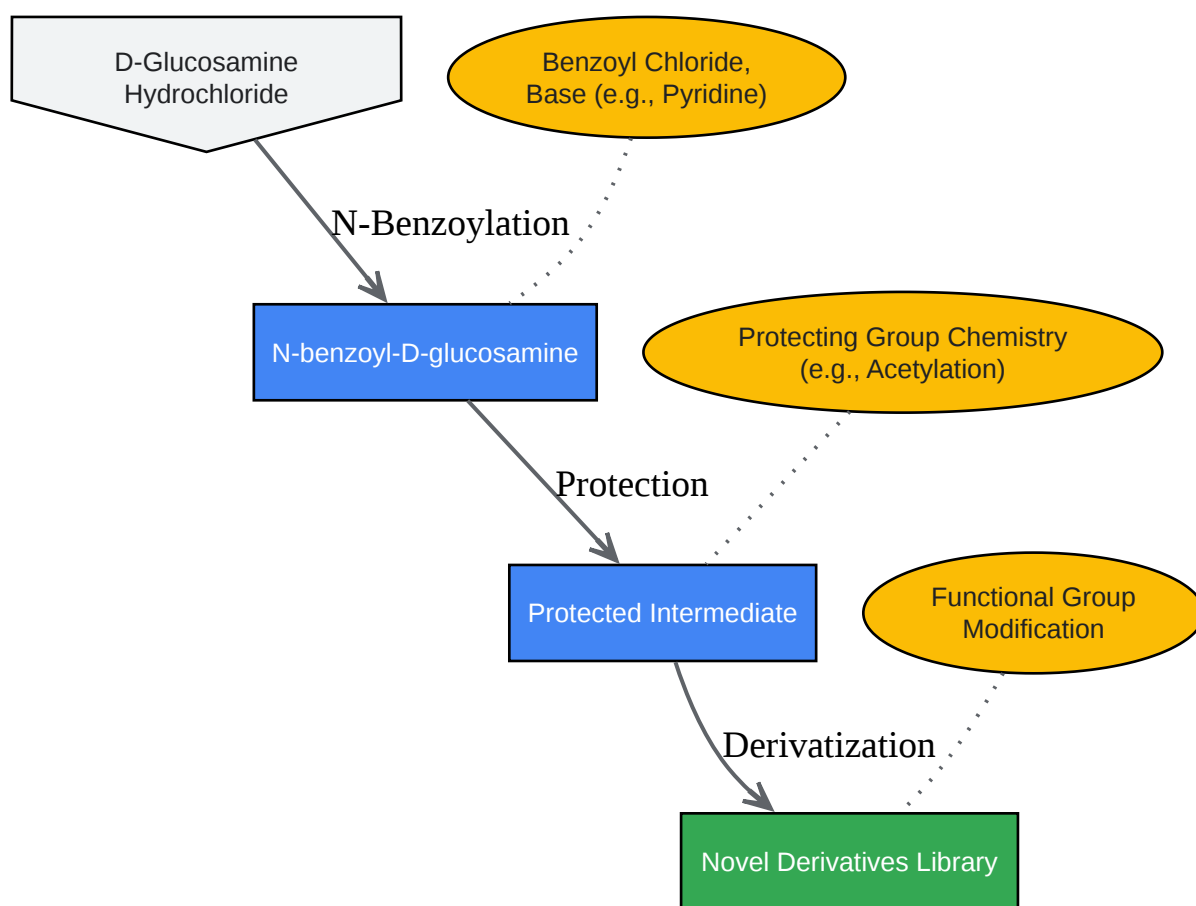 D-Glucosamine
Hydrochloride
Benzoyl Chloride,
Base (e.g., Pyridine)
N-Benzoylation
N-benzoyl-D-glucosamine
Protecting Group Chemistry
(e.g., Acetylation)
Protection
Protected Intermediate
Functional Group
Modification
Derivatization
Novel Derivatives Library